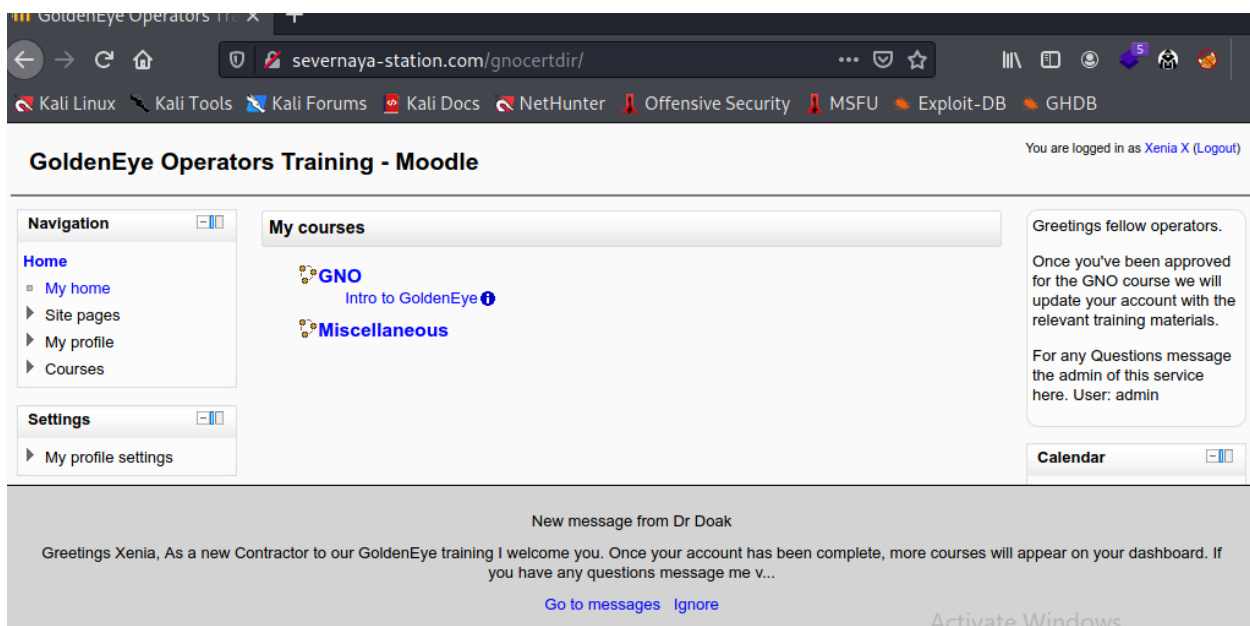 GoldenEye Operators Tra
severnaya-station.com/gnocertdir/
5
Kali Linux Kali Tools Kali Forums Kali Docs NetHunter Offensive Security MSFU Exploit-DB GHDB
GoldenEye Operators Training - Moodle
You are logged in as Xenia X (Logout)
Navigation
Home
My home
Site pages
My profile
Courses
Settings
My profile settings
My courses
GNO
Intro to GoldenEye
Miscellaneous
Greetings fellow operators.
Once you've been approved
for the GNO course we will
update your account with the
relevant training materials.
For any Questions message
the admin of this service
here. User: admin
Calendar
New message from Dr Doak
Greetings Xenia, As a new Contractor to our GoldenEye training I welcome you. Once your account has been complete, more courses will appear on your dashboard. If
you have any questions message me v...
Go to messages Ignore
Activate Windows